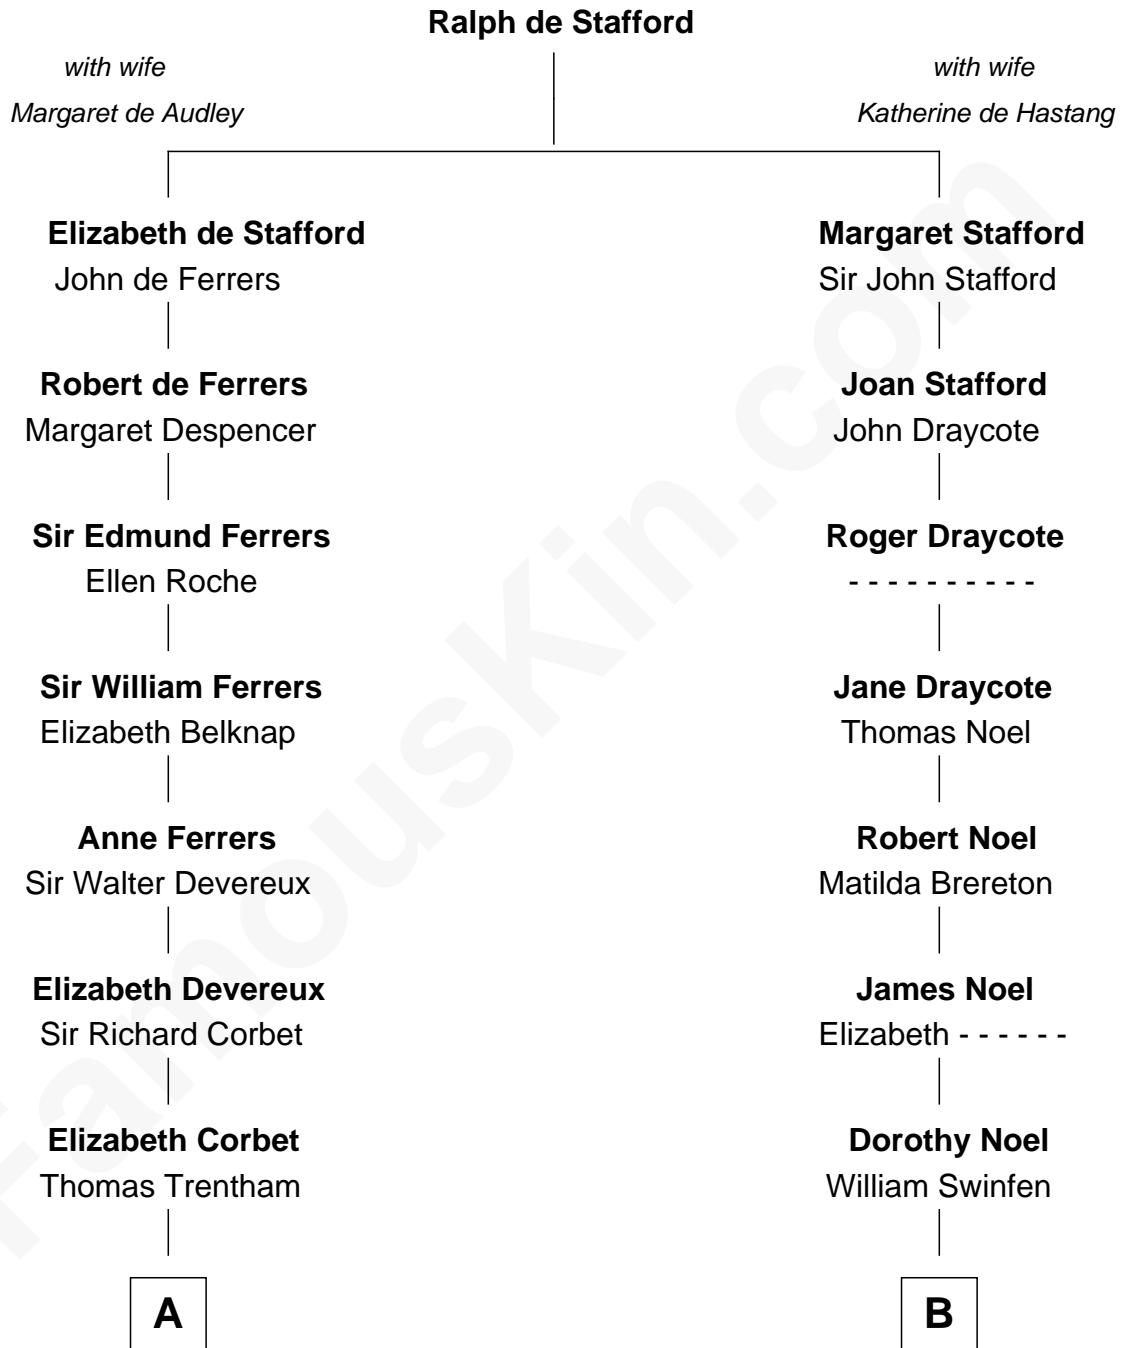 Ralph de Stafford
with wife
Margaret de Audley
with wife
Katherine de Hastang
Elizabeth de Stafford
John de Ferrers
Margaret Stafford
Sir John Stafford
Robert de Ferrers
Margaret Despencer
Joan Stafford
John Draycote
Sir Edmund Ferrers
Ellen Roche
Roger Draycote
- - - - - - - - - -
Sir William Ferrers
Elizabeth Belknap
Jane Draycote
Thomas Noel
Anne Ferrers
Sir Walter Devereux
Robert Noel
Matilda Brereton
Elizabeth Devereux
Sir Richard Corbet
James Noel
Elizabeth - - - - - -
Elizabeth Corbet
Thomas Trentham
Dorothy Noel
William Swinfen
A
B
FamousKin.com